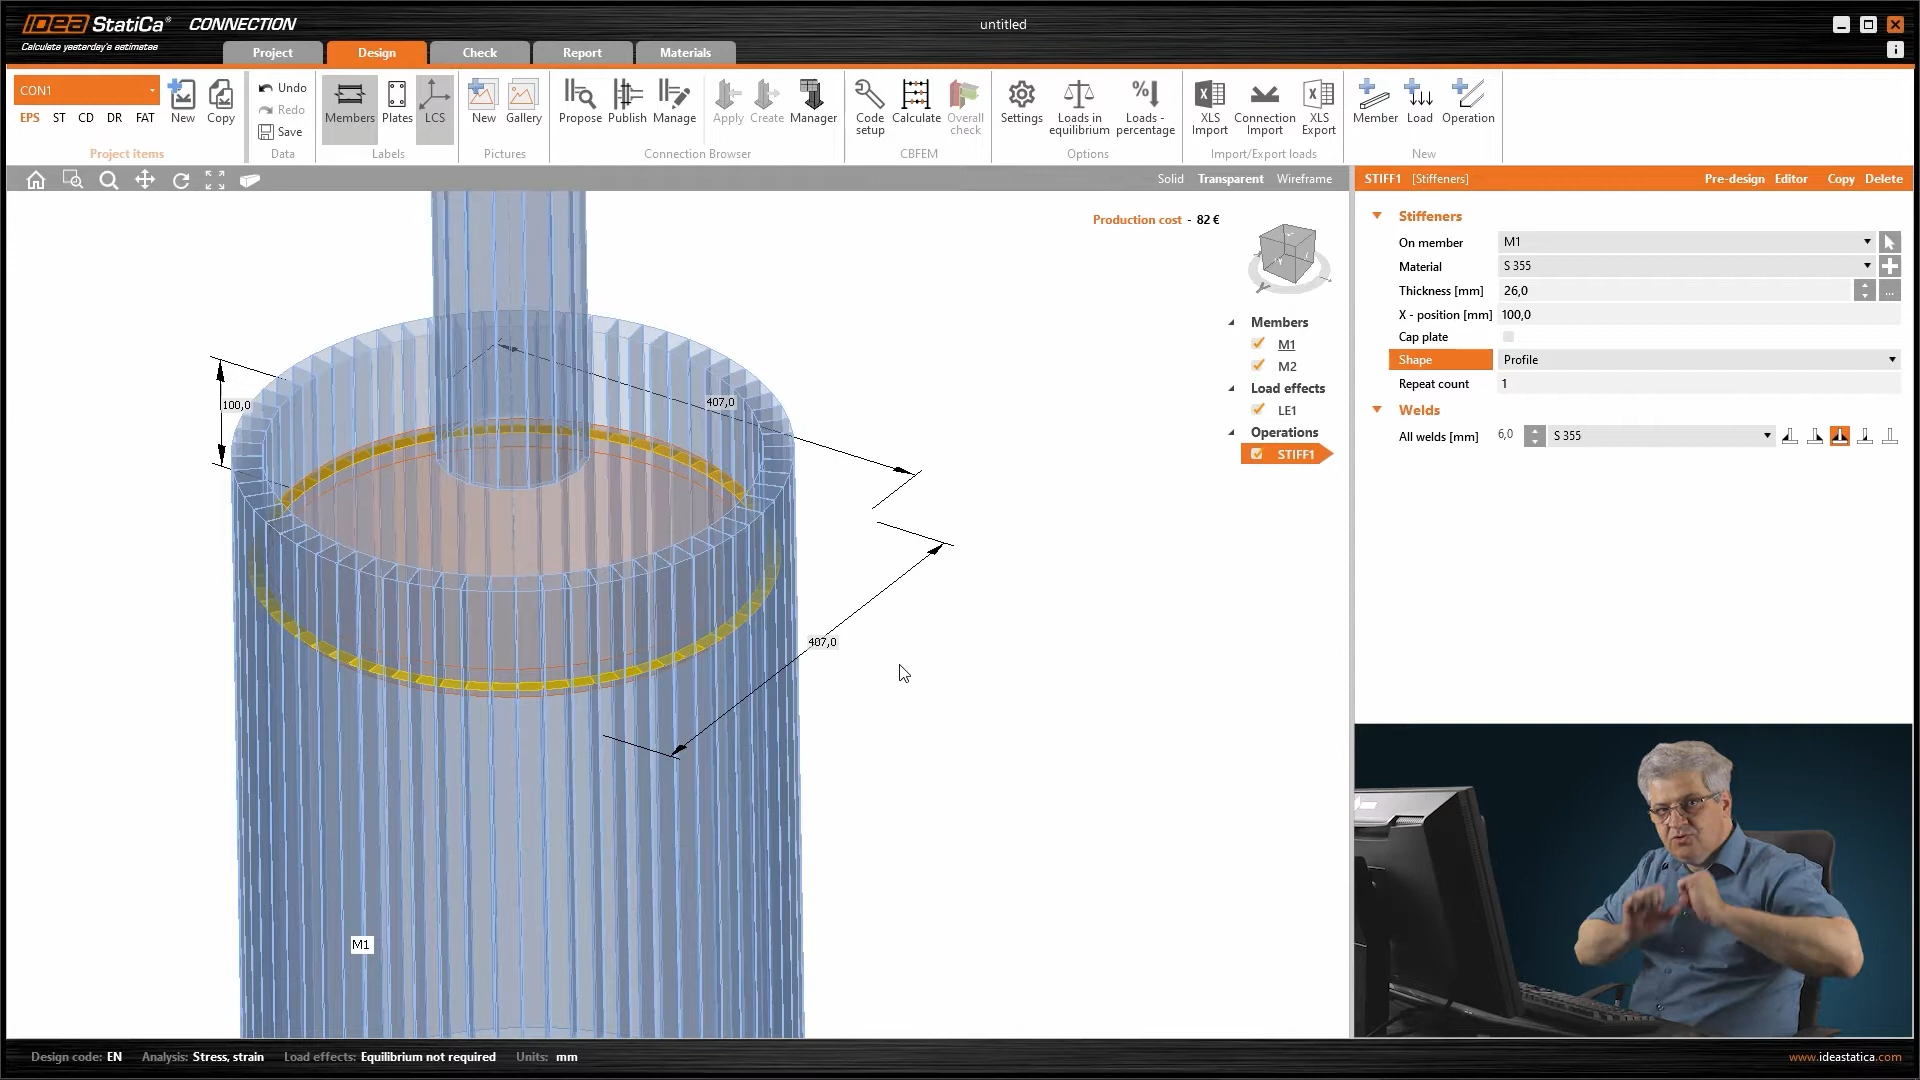 IDEA StatiCa® CONNECTION
Calculate yesterday's estimates
untitled
Project Design Check Report Materials
CON1
EPS ST CD DR FAT
New Copy
Project items
Undo
Redo
Save
Data
Members Plates LCS
Labels
New Gallery
Pictures
Propose Publish Manage
Apply Create Manager
Connection Browser
Code setup Calculate Overall check
CBFEM
Settings Loads in equilibrium Loads - percentage
Options
XLS Import Connection Import XLS Export
Import/Export loads
Member Load Operation
New
Solid Transparent Wireframe
Production cost - 82 €
100,0
407,0
407,0
M1
Members
M1
M2
Load effects
LE1
Operations
STIFF1
STIFF1 [Stiffeners] Pre-design Editor Copy Delete
Stiffeners
On member M1
Material S 355
Thickness [mm] 26,0 ...
X - position [mm] 100,0
Cap plate
Shape Profile
Repeat count 1
Welds
All welds [mm] 6,0 S 355
Design code: EN Analysis: Stress, strain Load effects: Equilibrium not required Units: mm
www.ideastatica.com